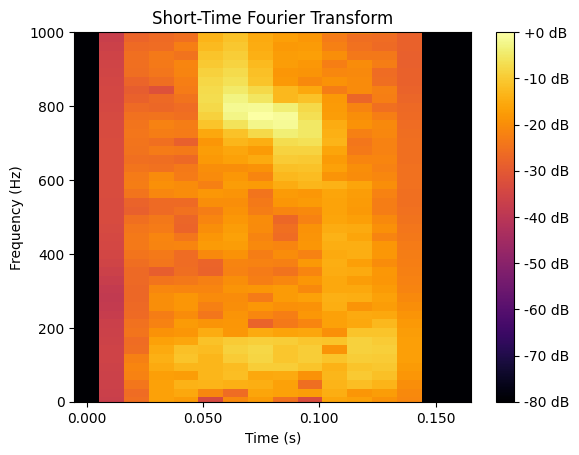 Short-Time Fourier Transform
1000
800
600
400
200
0
Frequency (Hz)
0.000
0.050
0.100
0.150
Time (s)
+0 dB
-10 dB
-20 dB
-30 dB
-40 dB
-50 dB
-60 dB
-70 dB
-80 dB